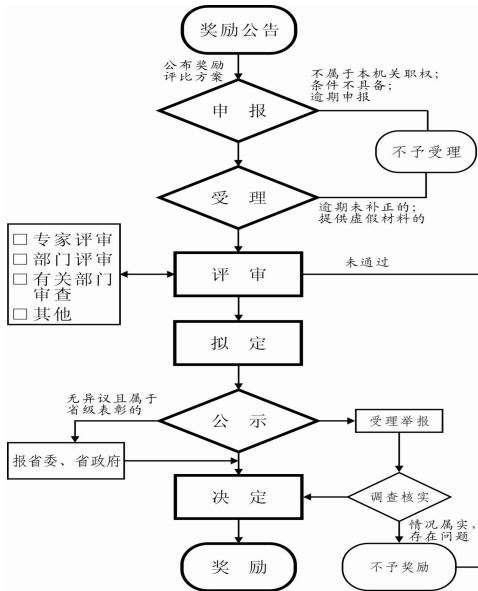 奖励公告
公布奖励
评比方案
不属于本机关职权；
条件不具备；
逾期申报
申 报
不予受理
受 理
逾期未补正的；
提供虚假材料的
□ 专家评审
□ 部门评审
□ 有关部门
审查
□ 其他
评 审
未通过
拟 定
无异议且属于
省级表彰的
公 示
受理举报
报省委、省政府
决 定
调查核实
情况属实，
存在问题
奖 励
不予奖励